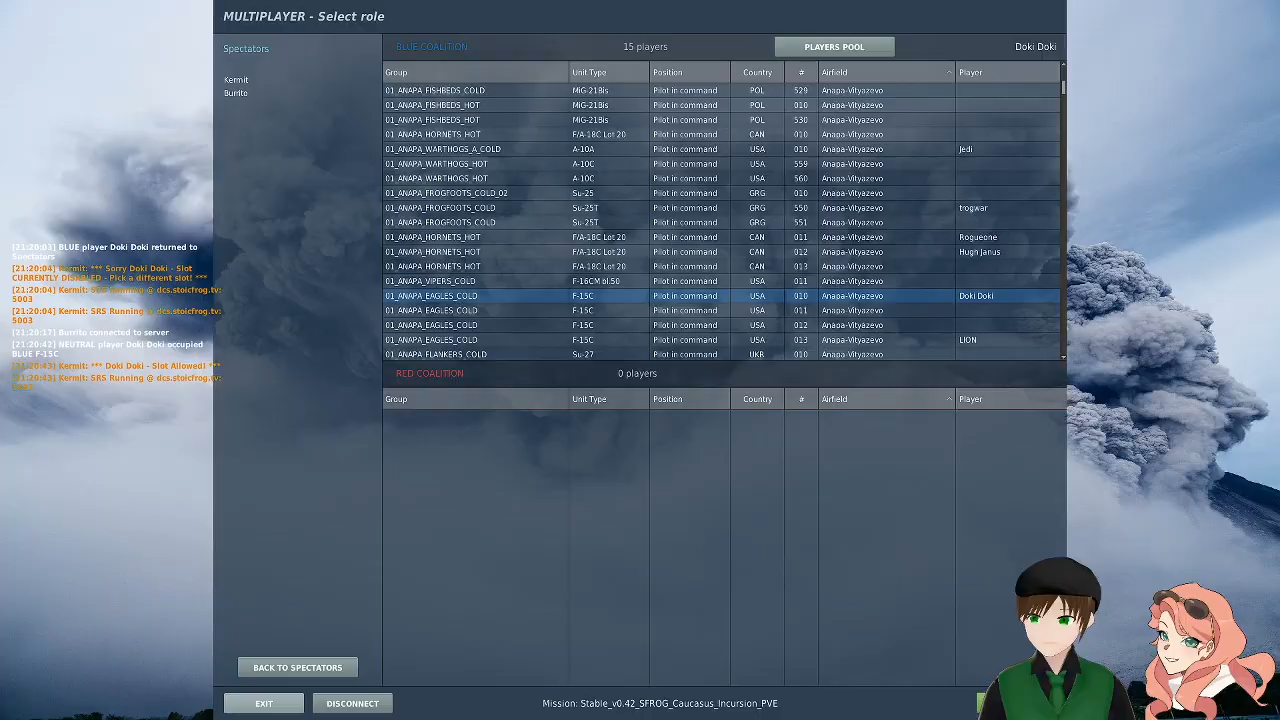 MULTIPLAYER - Select role
Spectators
Kermit
Burrito
BLUE COALITION 15 players PLAYERS POOL Doki Doki
Group Unit Type Position Country # Airfield Player
01_ANAPA_FISHBEDS_COLD MiG-21Bis Pilot in command POL 529 Anapa-Vityazevo
01_ANAPA_FISHBEDS_HOT MiG-21Bis Pilot in command POL 010 Anapa-Vityazevo
01_ANAPA_FISHBEDS_HOT MiG-21Bis Pilot in command POL 530 Anapa-Vityazevo
01_ANAPA_HORNETS_HOT F/A-18C Lot 20 Pilot in command CAN 010 Anapa-Vityazevo
01_ANAPA_WARTHOGS_A_COLD A-10A Pilot in command USA 010 Anapa-Vityazevo Jedi
01_ANAPA_WARTHOGS_HOT A-10C Pilot in command USA 559 Anapa-Vityazevo
01_ANAPA_WARTHOGS_HOT A-10C Pilot in command USA 560 Anapa-Vityazevo
01_ANAPA_FROGFOOTS_COLD_02 Su-25 Pilot in command GRG 010 Anapa-Vityazevo
01_ANAPA_FROGFOOTS_COLD Su-25T Pilot in command GRG 550 Anapa-Vityazevo trogwar
01_ANAPA_FROGFOOTS_COLD Su-25T Pilot in command GRG 551 Anapa-Vityazevo
01_ANAPA_HORNETS_HOT F/A-18C Lot 20 Pilot in command CAN 011 Anapa-Vityazevo Rogueone
01_ANAPA_HORNETS_HOT F/A-18C Lot 20 Pilot in command CAN 012 Anapa-Vityazevo Hugh Janus
01_ANAPA_HORNETS_HOT F/A-18C Lot 20 Pilot in command CAN 013 Anapa-Vityazevo
01_ANAPA_VIPERS_COLD F-16CM bl.50 Pilot in command USA 011 Anapa-Vityazevo
01_ANAPA_EAGLES_COLD F-15C Pilot in command USA 010 Anapa-Vityazevo Doki Doki
01_ANAPA_EAGLES_COLD F-15C Pilot in command USA 011 Anapa-Vityazevo
01_ANAPA_EAGLES_COLD F-15C Pilot in command USA 012 Anapa-Vityazevo
01_ANAPA_EAGLES_COLD F-15C Pilot in command USA 013 Anapa-Vityazevo LION
01_ANAPA_FLANKERS_COLD Su-27 Pilot in command UKR 010 Anapa-Vityazevo
[21:20:03] BLUE player Doki Doki returned to
Spectators
[21:20:04] Kermit: *** Sorry Doki Doki - Slot
CURRENTLY DISABLED - Pick a different slot! ***
[21:20:04] Kermit: SRS Running @ dcs.stoicfrog.tv:
5003
[21:20:04] Kermit: SRS Running @ dcs.stoicfrog.tv:
5003
[21:20:17] Burrito connected to server
[21:20:42] NEUTRAL player Doki Doki occupied
BLUE F-15C
[21:20:43] Kermit: *** Doki Doki - Slot Allowed! ***
[21:20:43] Kermit: SRS Running @ dcs.stoicfrog.tv:
5003
RED COALITION 0 players
Group Unit Type Position Country # Airfield Player
BACK TO SPECTATORS
EXIT DISCONNECT Mission: Stable_v0.42_SFROG_Caucasus_Incursion_PVE